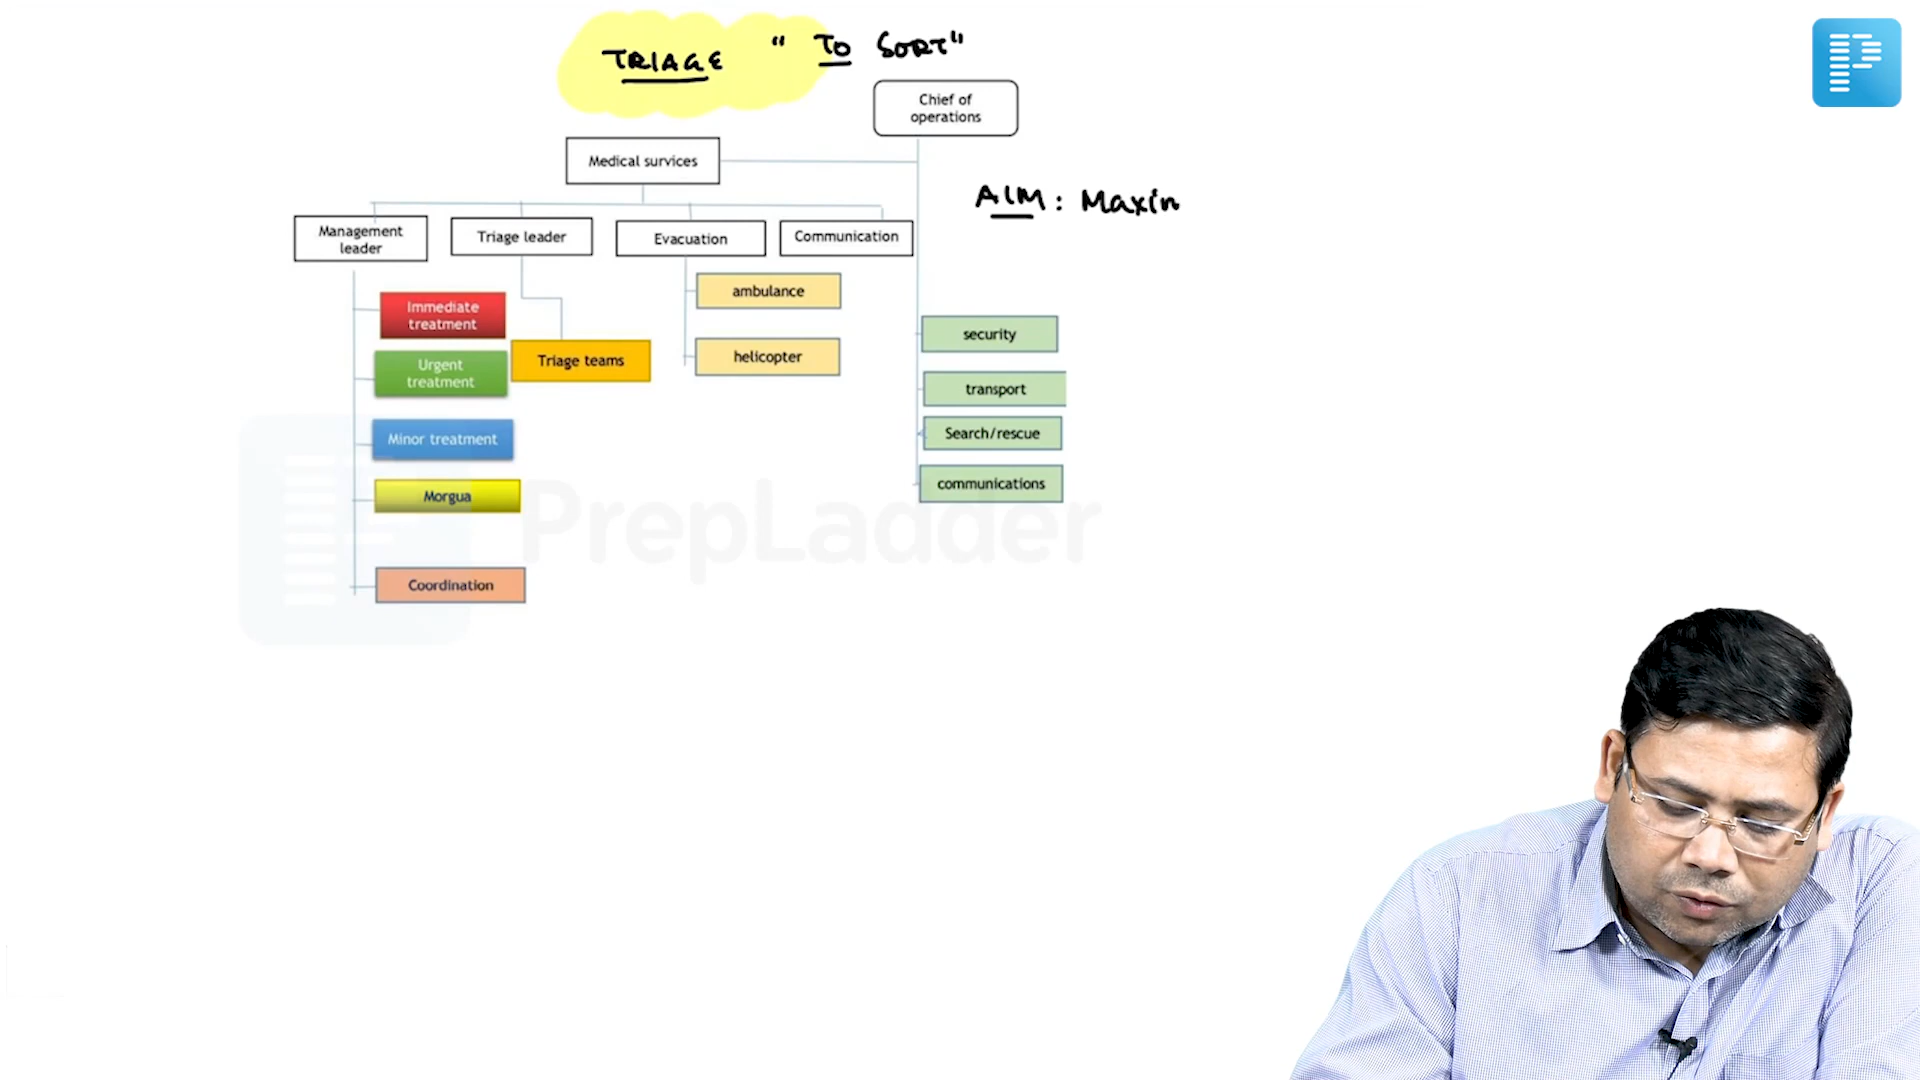 TRIAGE "TO SORT"
Chief of
operations
Medical survices
AIM: Maxim
Management
leader
Triage leader
Evacuation
Communication
Immediate
treatment
Urgent
treatment
Minor treatment
Morgua
Coordination
Triage teams
ambulance
helicopter
security
transport
Search/rescue
communications
PrepLadder